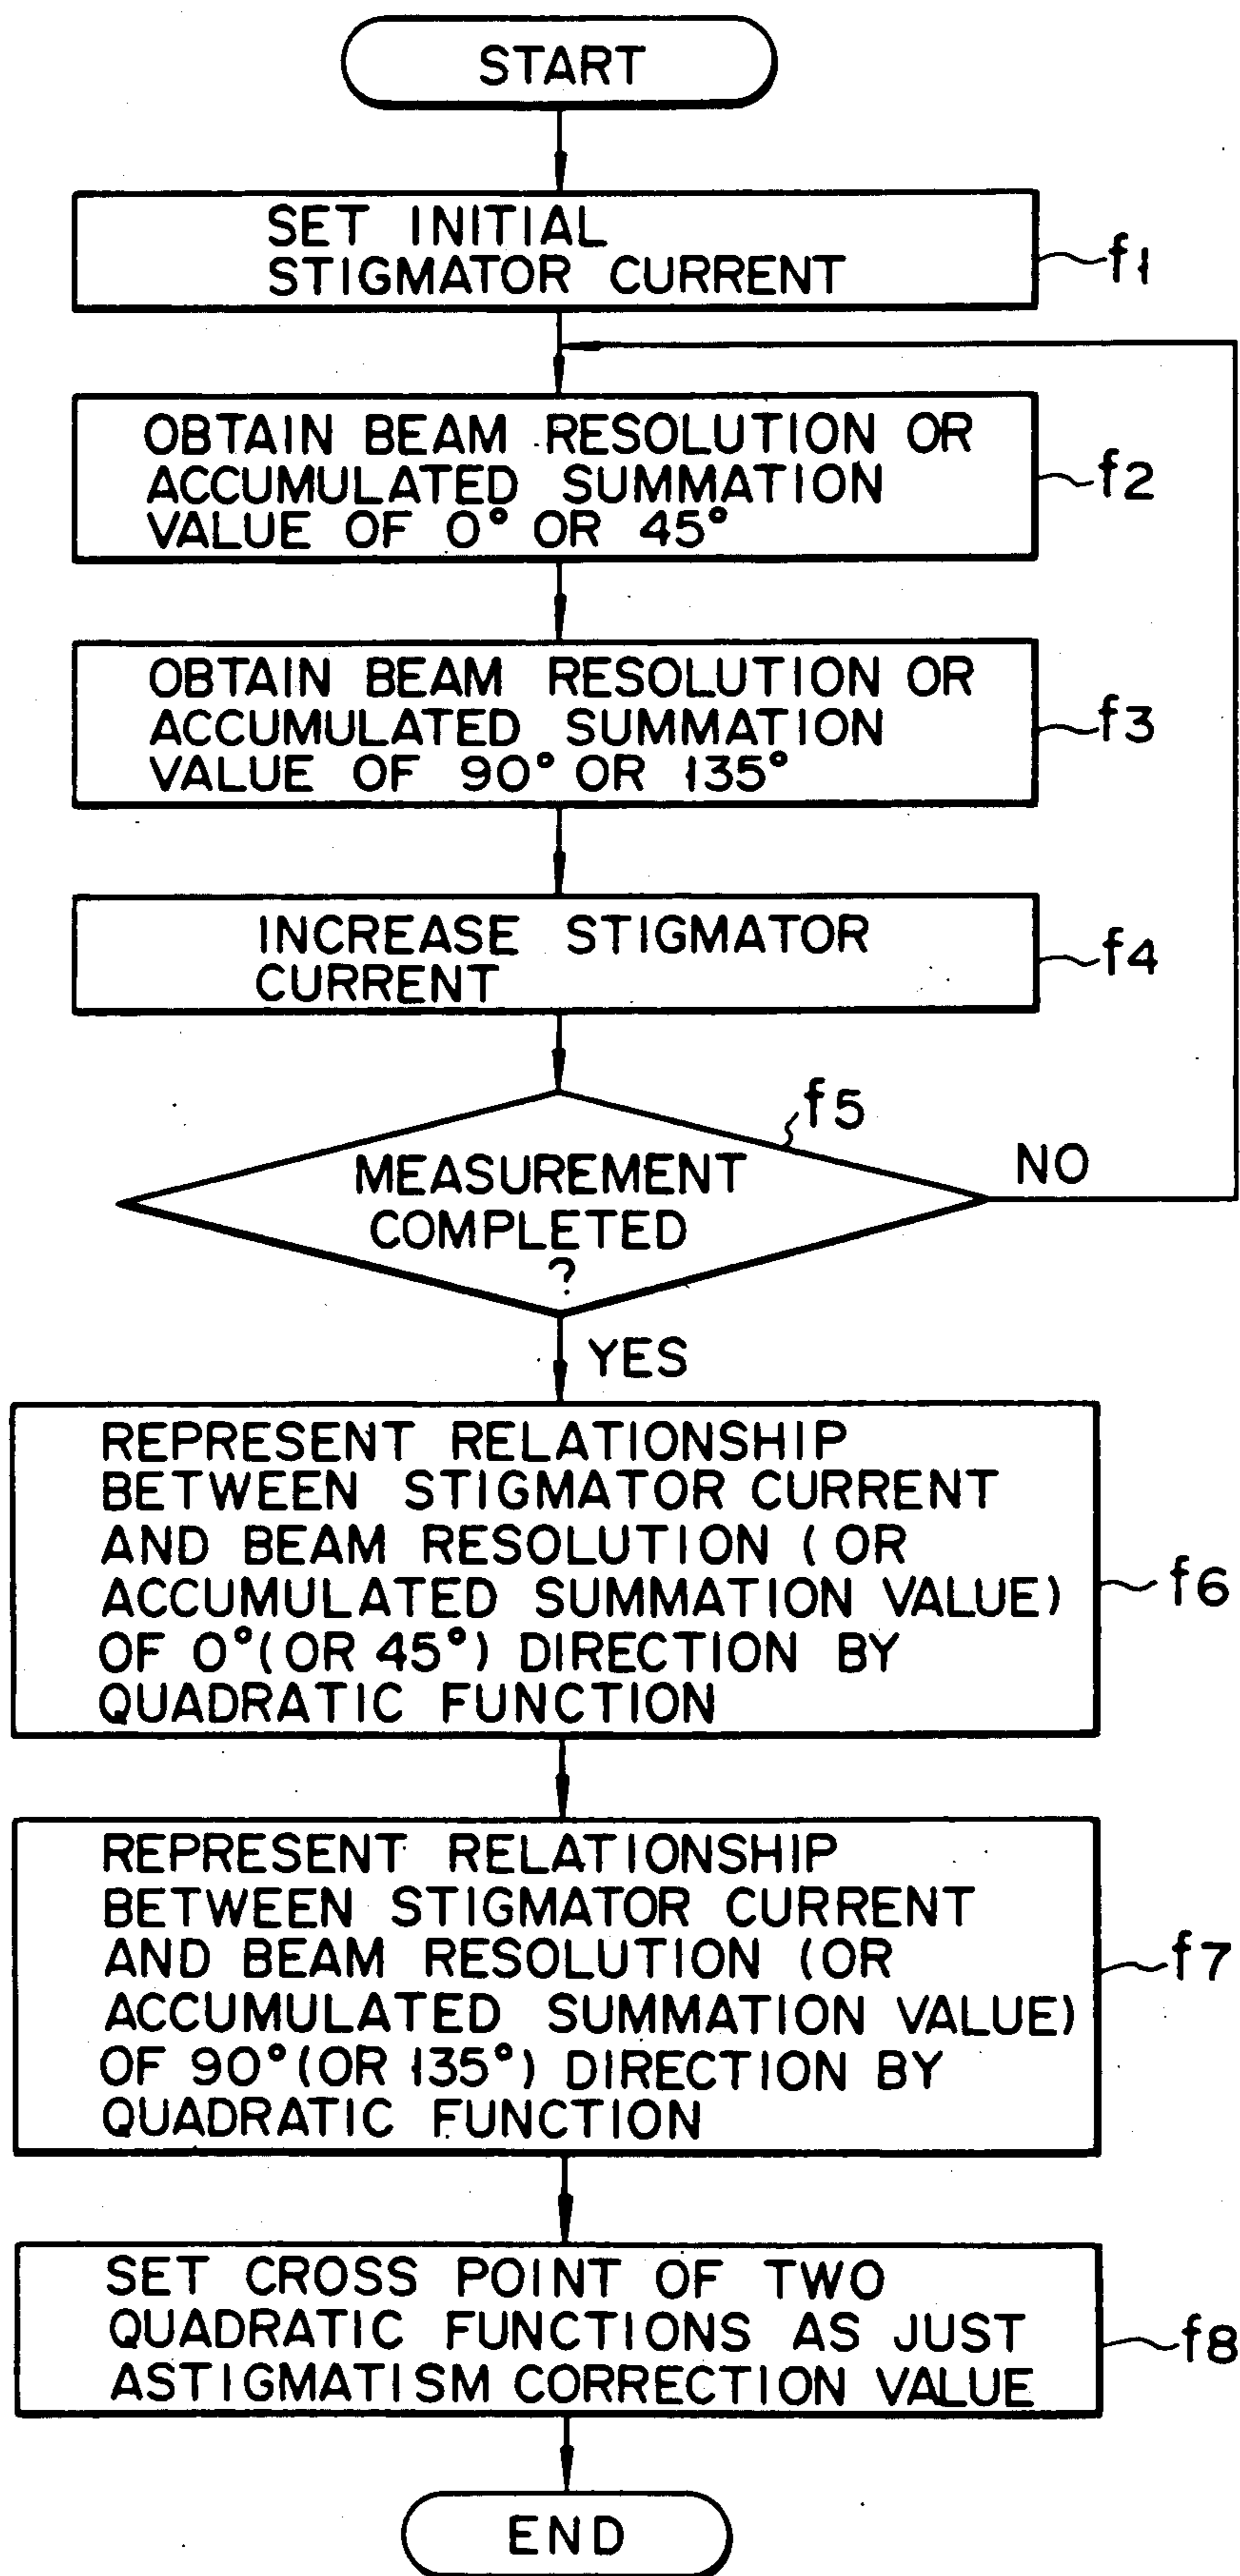 START
SET INITIAL
STIGMATOR CURRENT
f1
OBTAIN BEAM RESOLUTION OR
ACCUMULATED SUMMATION
VALUE OF 0° OR 45°
f2
OBTAIN BEAM RESOLUTION OR
ACCUMULATED SUMMATION
VALUE OF 90° OR 135°
f3
INCREASE STIGMATOR
CURRENT
f4
f5
MEASUREMENT
COMPLETED
?
NO
YES
REPRESENT RELATIONSHIP
BETWEEN STIGMATOR CURRENT
AND BEAM RESOLUTION (OR
ACCUMULATED SUMMATION VALUE)
OF 0° (OR 45°) DIRECTION BY
QUADRATIC FUNCTION
f6
REPRESENT RELATIONSHIP
BETWEEN STIGMATOR CURRENT
AND BEAM RESOLUTION (OR
ACCUMULATED SUMMATION VALUE)
OF 90° (OR 135°) DIRECTION BY
QUADRATIC FUNCTION
f7
SET CROSS POINT OF TWO
QUADRATIC FUNCTIONS AS JUST
ASTIGMATISM CORRECTION VALUE
f8
END